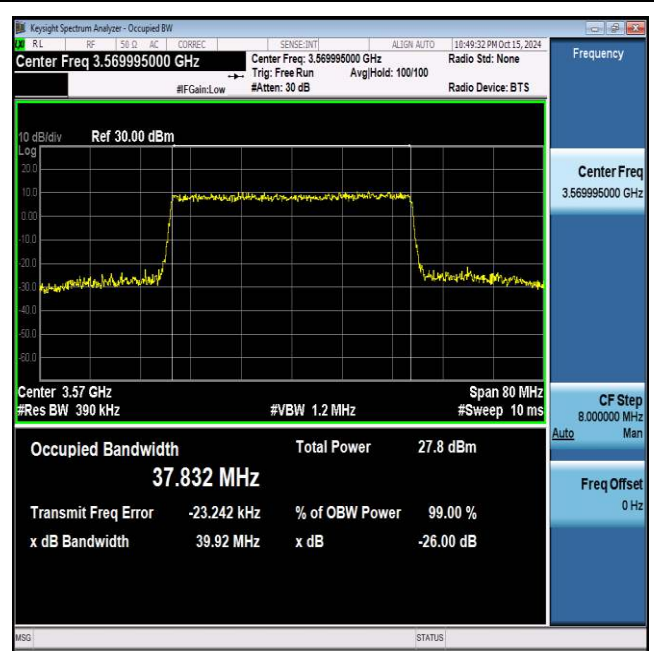 Keysight Spectrum Analyzer - Occupied BW
RL RF 50 Ω AC CORREC SENSE:INT ALIGN AUTO 10:49:32 PM Oct 15, 2024
Center Freq 3.569995000 GHz
Center Freq: 3.569995000 GHz
Radio Std: None
Trig: Free Run Avg|Hold: 100/100
#IFGain:Low #Atten: 30 dB Radio Device: BTS
10 dB/div Ref 30.00 dBm
Log
20.0
10.0
0.00
-10.0
-20.0
-30.0
-40.0
-50.0
-60.0
Center 3.57 GHz Span 80 MHz
#Res BW 390 kHz #VBW 1.2 MHz #Sweep 10 ms
Occupied Bandwidth Total Power 27.8 dBm
37.832 MHz
Transmit Freq Error -23.242 kHz % of OBW Power 99.00 %
x dB Bandwidth 39.92 MHz x dB -26.00 dB
Frequency
Center Freq
3.569995000 GHz
CF Step
8.000000 MHz
Auto Man
Freq Offset
0 Hz
MSG STATUS